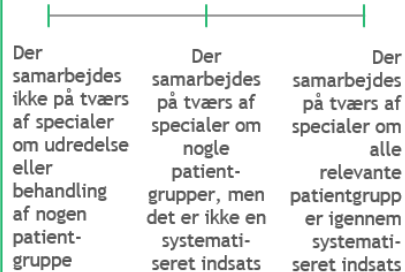 Der
samarbejdes
ikke på tværs
af specialer
om udredelse
eller
behandling
af nogen
patient-
gruppe
Der
samarbejdes
på tværs af
specialer om
nogle
patient-
grupper, men
det er ikke en
systemati-
seret indsats
Der
samarbejdes
på tværs af
specialer om
alle
relevante
patientgrupp
er igennem
systemati-
seret indsats